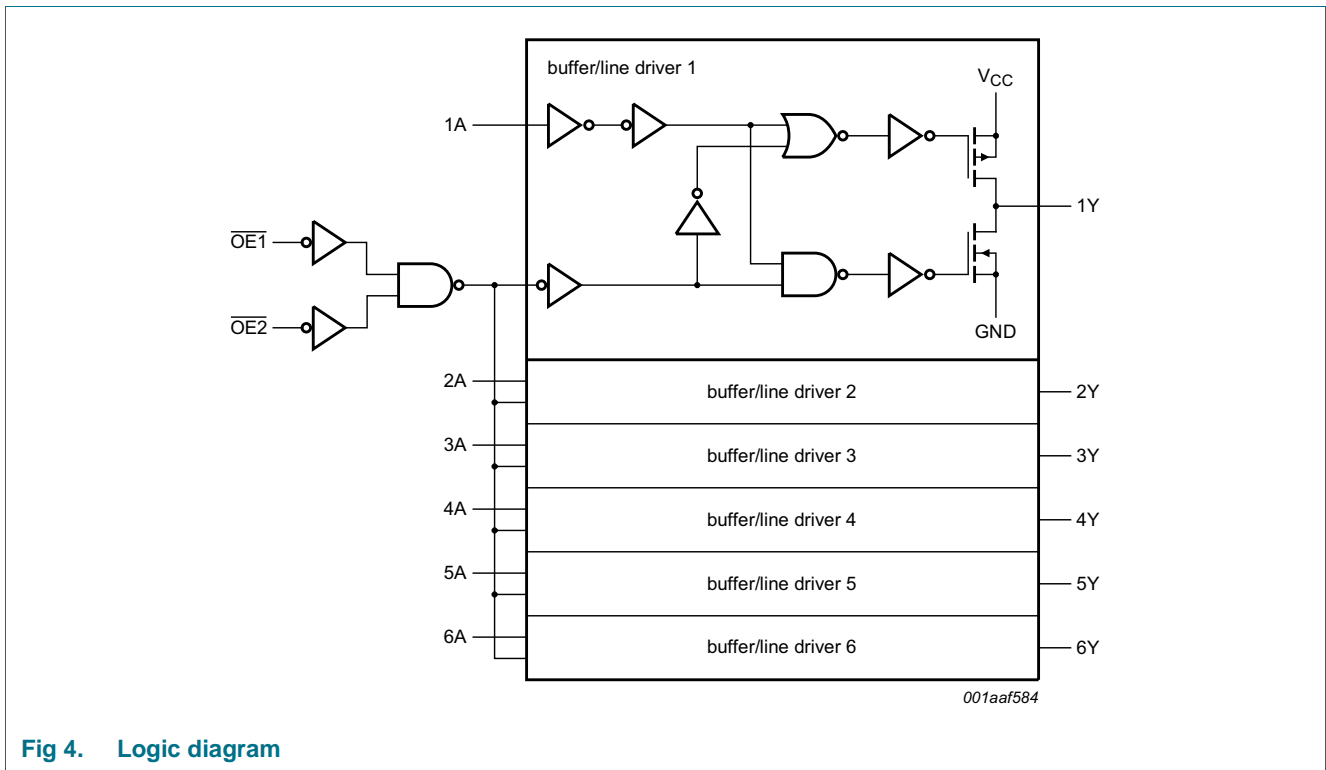 buffer/line driver 1
VCC
1A
1Y
OE1
OE2
GND
2A
buffer/line driver 2
2Y
3A
buffer/line driver 3
3Y
4A
buffer/line driver 4
4Y
5A
buffer/line driver 5
5Y
6A
buffer/line driver 6
6Y
001aaf584
Fig 4. Logic diagram